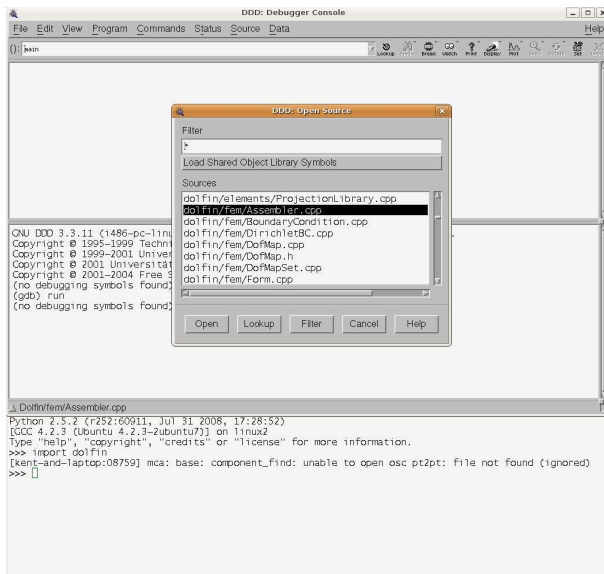 DDD: Debugger Console
File Edit View Program Commands Status Source Data Help
(): main
Lookup Break Watch Print Display Plot Set
DDD: Open Source
Filter
*
Load Shared Object Library Symbols
Sources
dolfin/elements/ProjectionLibrary.cpp
dolfin/fem/Assembler.cpp
dolfin/fem/BoundaryCondition.cpp
dolfin/fem/DirichletBC.cpp
dolfin/fem/DofMap.cpp
dolfin/fem/DofMap.h
dolfin/fem/DofMapSet.cpp
dolfin/fem/Form.cpp
Open Lookup Filter Cancel Help
GNU DDD 3.3.11 (i486-pc-linu
Copyright © 1995-1999 Techni
Copyright © 1999-2001 Univer
Copyright © 2001 Universität
Copyright © 2001-2004 Free S
(no debugging symbols found)
(gdb) run
(no debugging symbols found)
Dolfin/fem/Assembler.cpp
Python 2.5.2 (r252:60911, Jul 31 2008, 17:28:52)
[GCC 4.2.3 (Ubuntu 4.2.3-2ubuntu7)] on linux2
Type "help", "copyright", "credits" or "license" for more information.
>>> import dolfin
[kent-and-laptop:08759] mca: base: component_find: unable to open osc pt2pt: file not found (ignored)
>>>